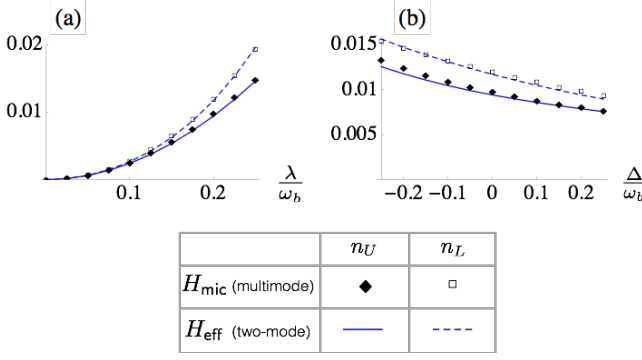 (a)
0.02
0.01
0.1
0.2
λ/ω_b
(b)
0.015
0.01
0.005
−0.2
−0.1
0
0.1
0.2
Δ/ω_b
n_U n_L
H_mic (multimode)
H_eff (two-mode)